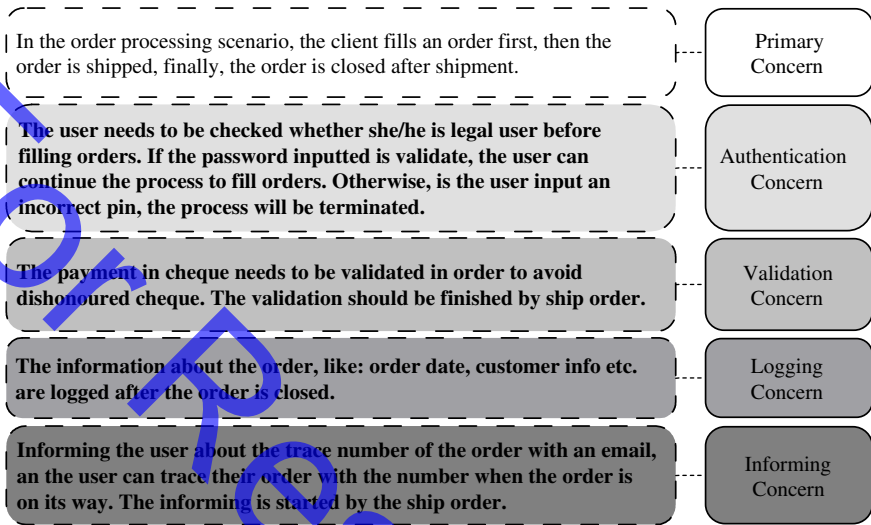 In the order processing scenario, the client fills an order first, then the
order is shipped, finally, the order is closed after shipment.
Primary
Concern
The user needs to be checked whether she/he is legal user before
filling orders. If the password inputted is validate, the user can
continue the process to fill orders. Otherwise, is the user input an
incorrect pin, the process will be terminated.
Authentication
Concern
The payment in cheque needs to be validated in order to avoid
dishonoured cheque. The validation should be finished by ship order.
Validation
Concern
The information about the order, like: order date, customer info etc.
are logged after the order is closed.
Logging
Concern
Informing the user about the trace number of the order with an email,
an the user can trace their order with the number when the order is
on its way. The informing is started by the ship order.
Informing
Concern